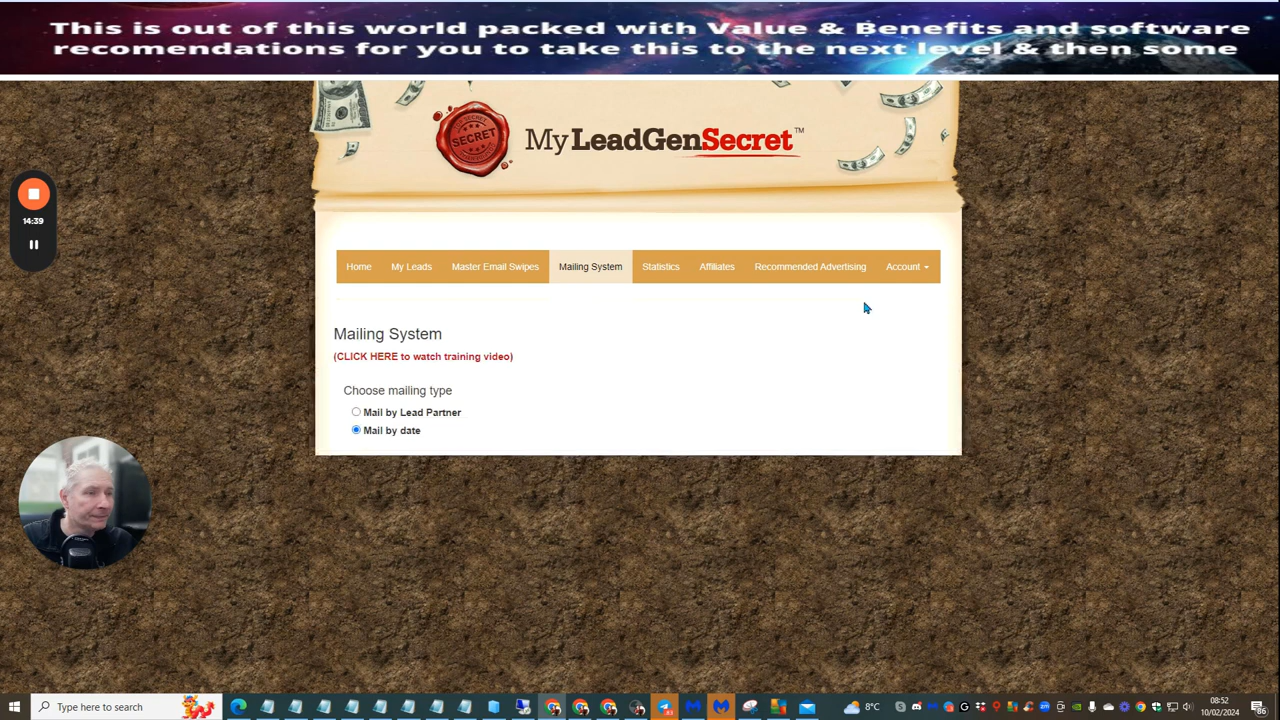 This is out of this world packed with Value & Benefits and software
recomendations for you to take this to the next level & then some
SECRET
My LeadGenSecret™
14:39
Home My Leads Master Email Swipes Mailing System Statistics Affiliates Recommended Advertising Account
Mailing System
(CLICK HERE to watch training video)
Choose mailing type
Mail by Lead Partner
Mail by date
Type here to search
8°C
08:52
10/02/2024
86